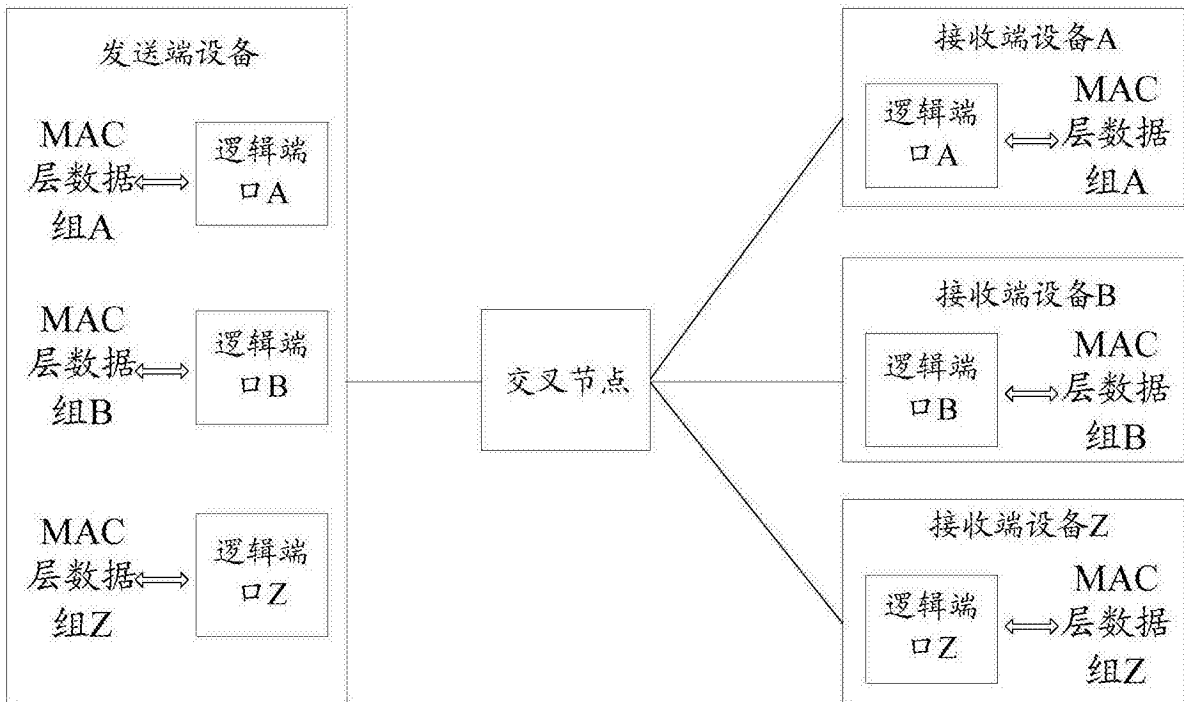 发送端设备
MAC
层数据
组A
逻辑端
口A
MAC
层数据
组B
逻辑端
口B
MAC
层数据
组Z
逻辑端
口Z
交叉节点
接收端设备A
逻辑端
口A
MAC
层数据
组A
接收端设备B
逻辑端
口B
MAC
层数据
组B
接收端设备Z
逻辑端
口Z
MAC
层数据
组Z